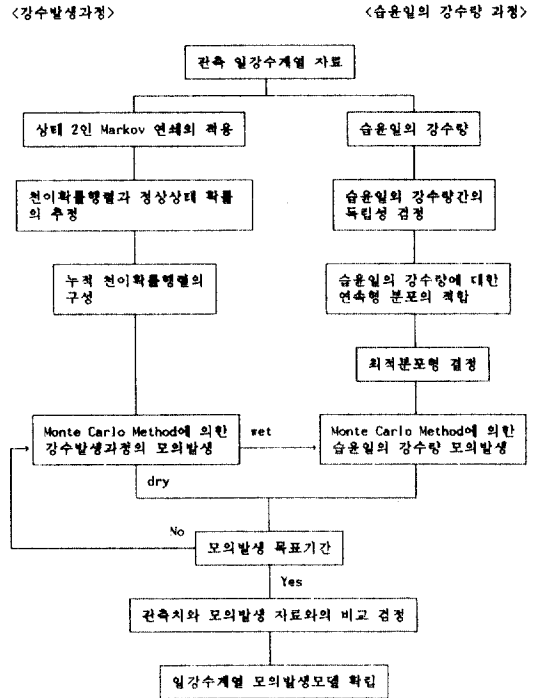 <강수발생과정>
<습윤일의 강수량 과정>
관측 일강수계열 자료
상태 2인 Markov 연쇄의 적용
습윤일의 강수량
천이확률행렬과 정상상태 확률
의 추정
습윤일의 강수량간의
독립성 검정
누적 천이확률행렬의
구성
습윤일의 강수량에 대한
연속형 분포의 적합
최적분포형 결정
Monte Carlo Method에 의한
강수발생과정의 모의발생
wet
Monte Carlo Method에 의한
습윤일의 강수량 모의발생
dry
No
모의발생 목표기간
Yes
관측치와 모의발생 자료와의 비교 검정
일강수계열 모의발생모델 확립